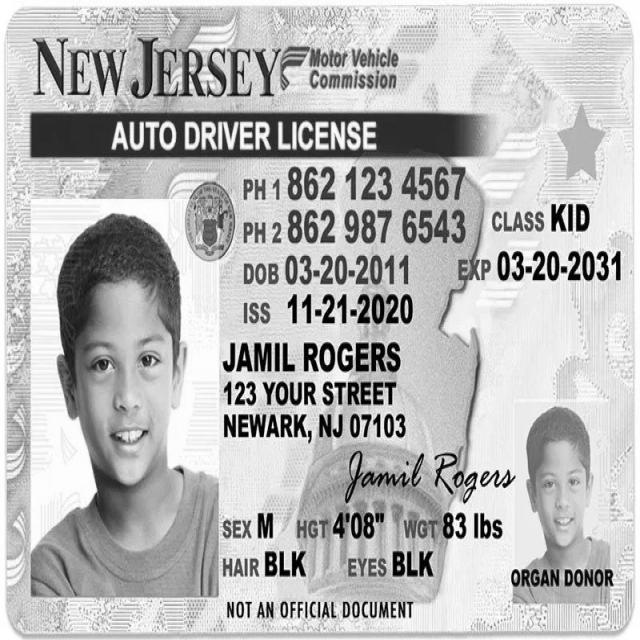 NEW JERSEY Motor Vehicle
Commission
AUTO DRIVER LICENSE
PH 1 862 123 4567
PH 2 862 987 6543 CLASS KID
DOB 03-20-2011 EXP 03-20-2031
ISS 11-21-2020
JAMIL ROGERS
123 YOUR STREET
NEWARK, NJ 07103
Jamil Rogers
SEX M HGT 4'08" WGT 83 lbs
HAIR BLK EYES BLK
ORGAN DONOR
NOT AN OFFICIAL DOCUMENT